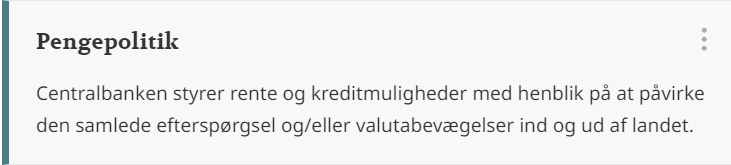 Pengepolitik
Centralbanken styrer rente og kreditmuligheder med henblik på at påvirke
den samlede efterspørgsel og/eller valutabevægelser ind og ud af landet.